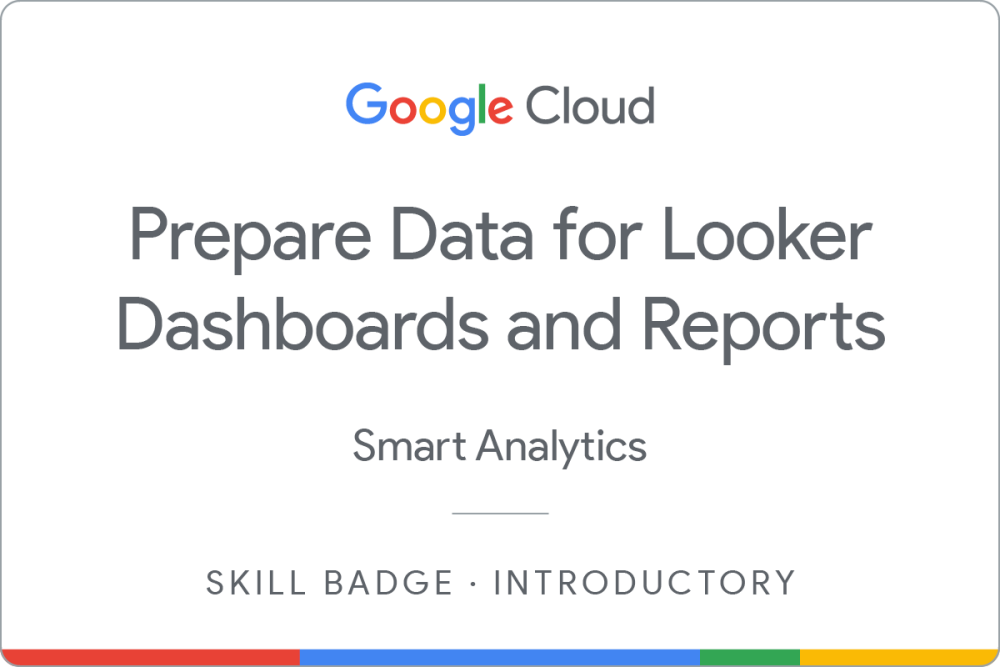 Google Cloud
Prepare Data for Looker
Dashboards and Reports
Smart Analytics
SKILL BADGE · INTRODUCTORY